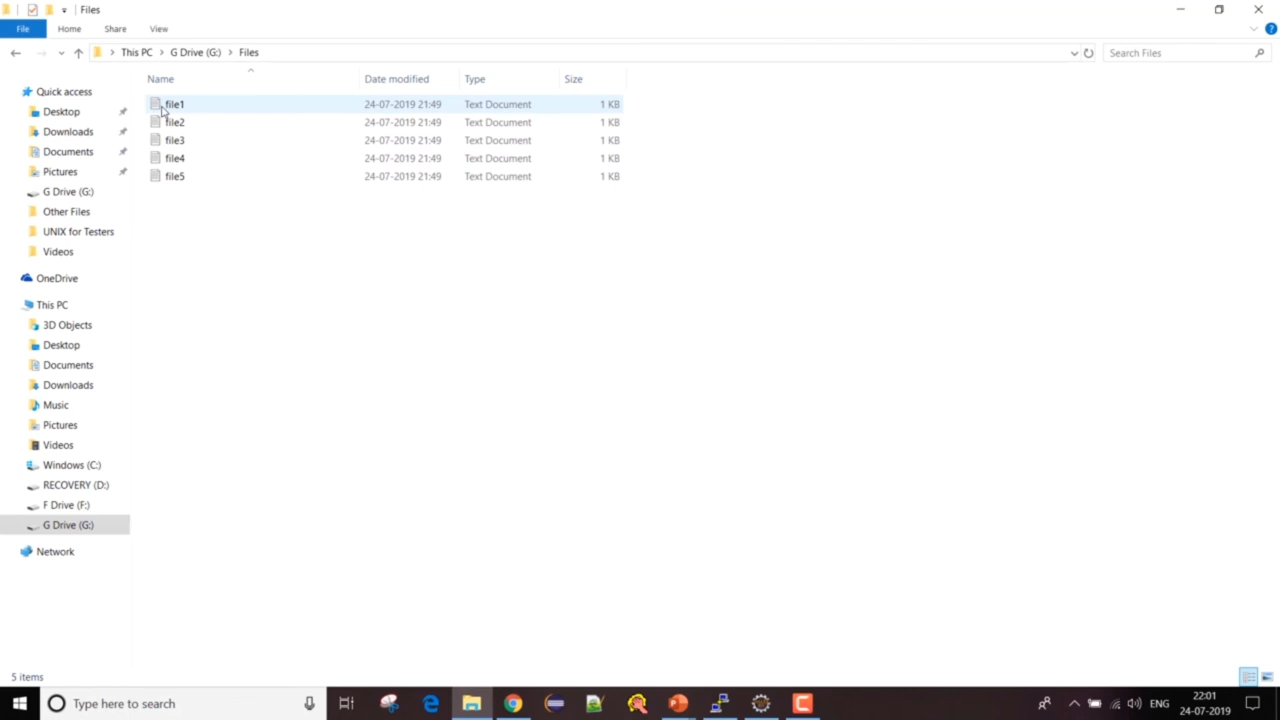 Files
File Home Share View
This PC G Drive (G:) Files Search Files
Name Date modified Type Size
file1 24-07-2019 21:49 Text Document 1 KB
file2 24-07-2019 21:49 Text Document 1 KB
file3 24-07-2019 21:49 Text Document 1 KB
file4 24-07-2019 21:49 Text Document 1 KB
file5 24-07-2019 21:49 Text Document 1 KB
Quick access
Desktop
Downloads
Documents
Pictures
G Drive (G:)
Other Files
UNIX for Testers
Videos
OneDrive
This PC
3D Objects
Desktop
Documents
Downloads
Music
Pictures
Videos
Windows (C:)
RECOVERY (D:)
F Drive (F:)
G Drive (G:)
Network
5 items
Type here to search
ENG
22:01
24-07-2019